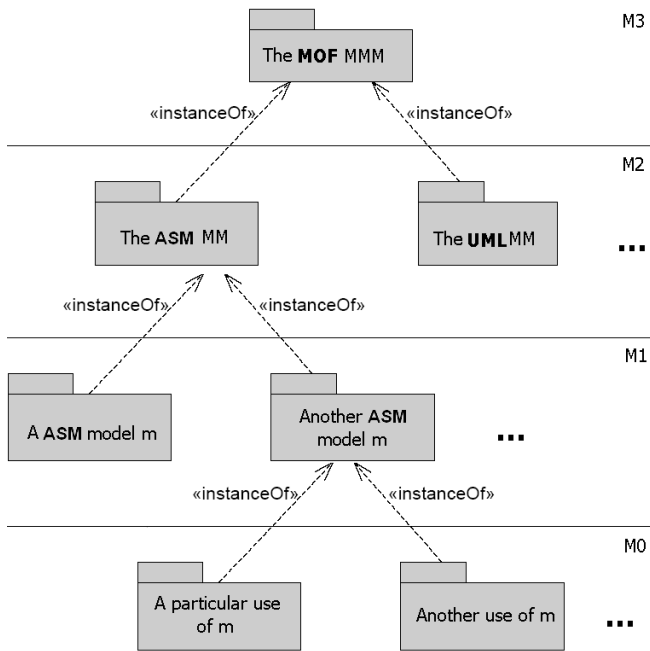 M3
The MOF MMM
«instanceOf» «instanceOf»
M2
The ASM MM
The UML MM
...
«instanceOf» «instanceOf»
M1
A ASM model m
Another ASM
model m
...
«instanceOf» «instanceOf»
M0
A particular use
of m
Another use of m
...